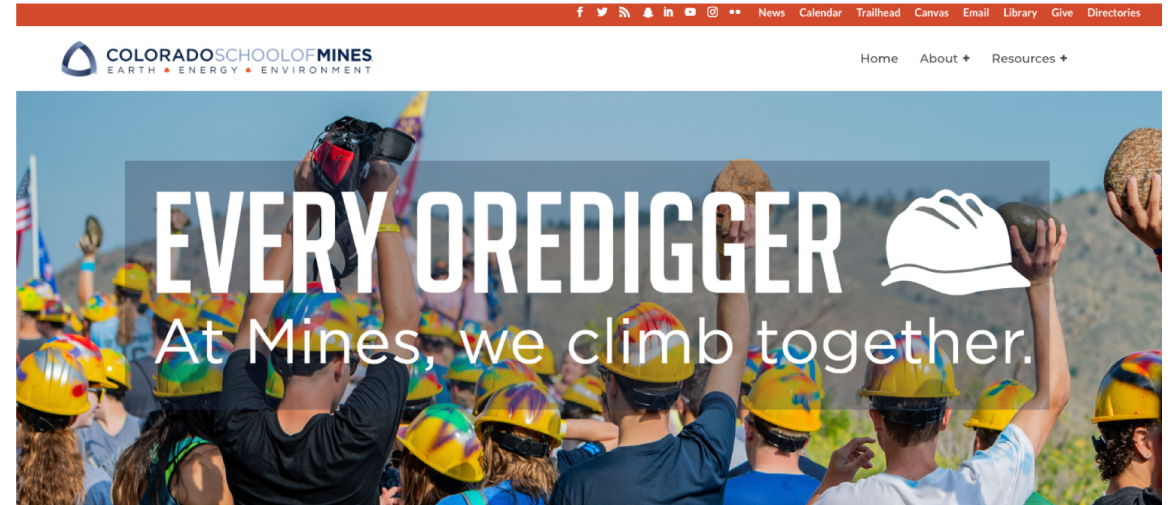 News Calendar Trailhead Canvas Email Library Give Directories
COLORADOSCHOOLOFMINES
EARTH • ENERGY • ENVIRONMENT
Home About + Resources +
EVERY OREDIGGER
At Mines, we climb together.